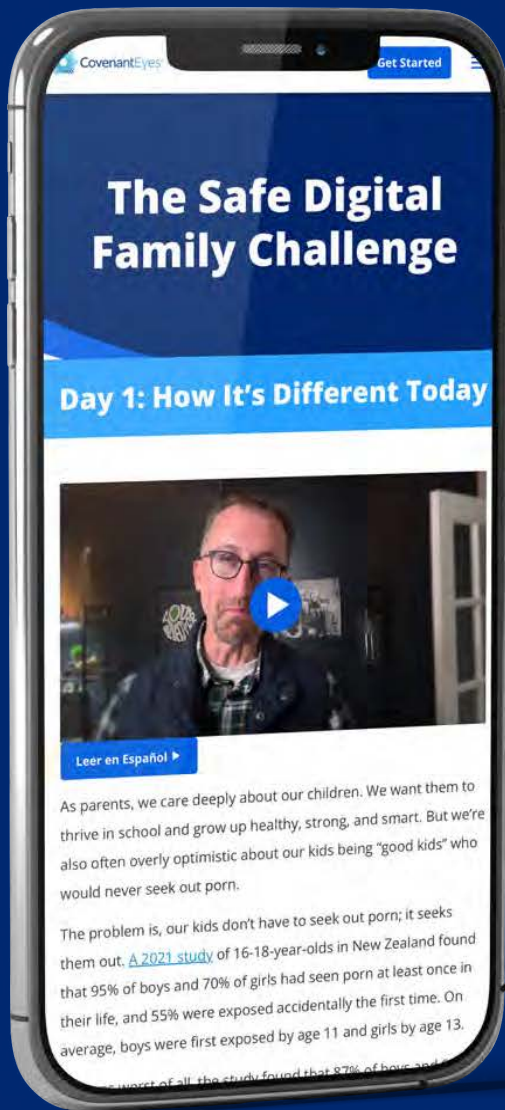 CovenantEyes
Get Started
The Safe Digital
Family Challenge
Day 1: How It's Different Today
Leer en Español
As parents, we care deeply about our children. We want them to
thrive in school and grow up healthy, strong, and smart. But we're
also often overly optimistic about our kids being “good kids” who
would never seek out porn.
The problem is, our kids don't have to seek out porn; it seeks
them out. A 2021 study of 16-18-year-olds in New Zealand found
that 95% of boys and 70% of girls had seen porn at least once in
their life, and 55% were exposed accidentally the first time. On
average, boys were first exposed by age 11 and girls by age 13.
worst of all, the study found that 87% of boys and